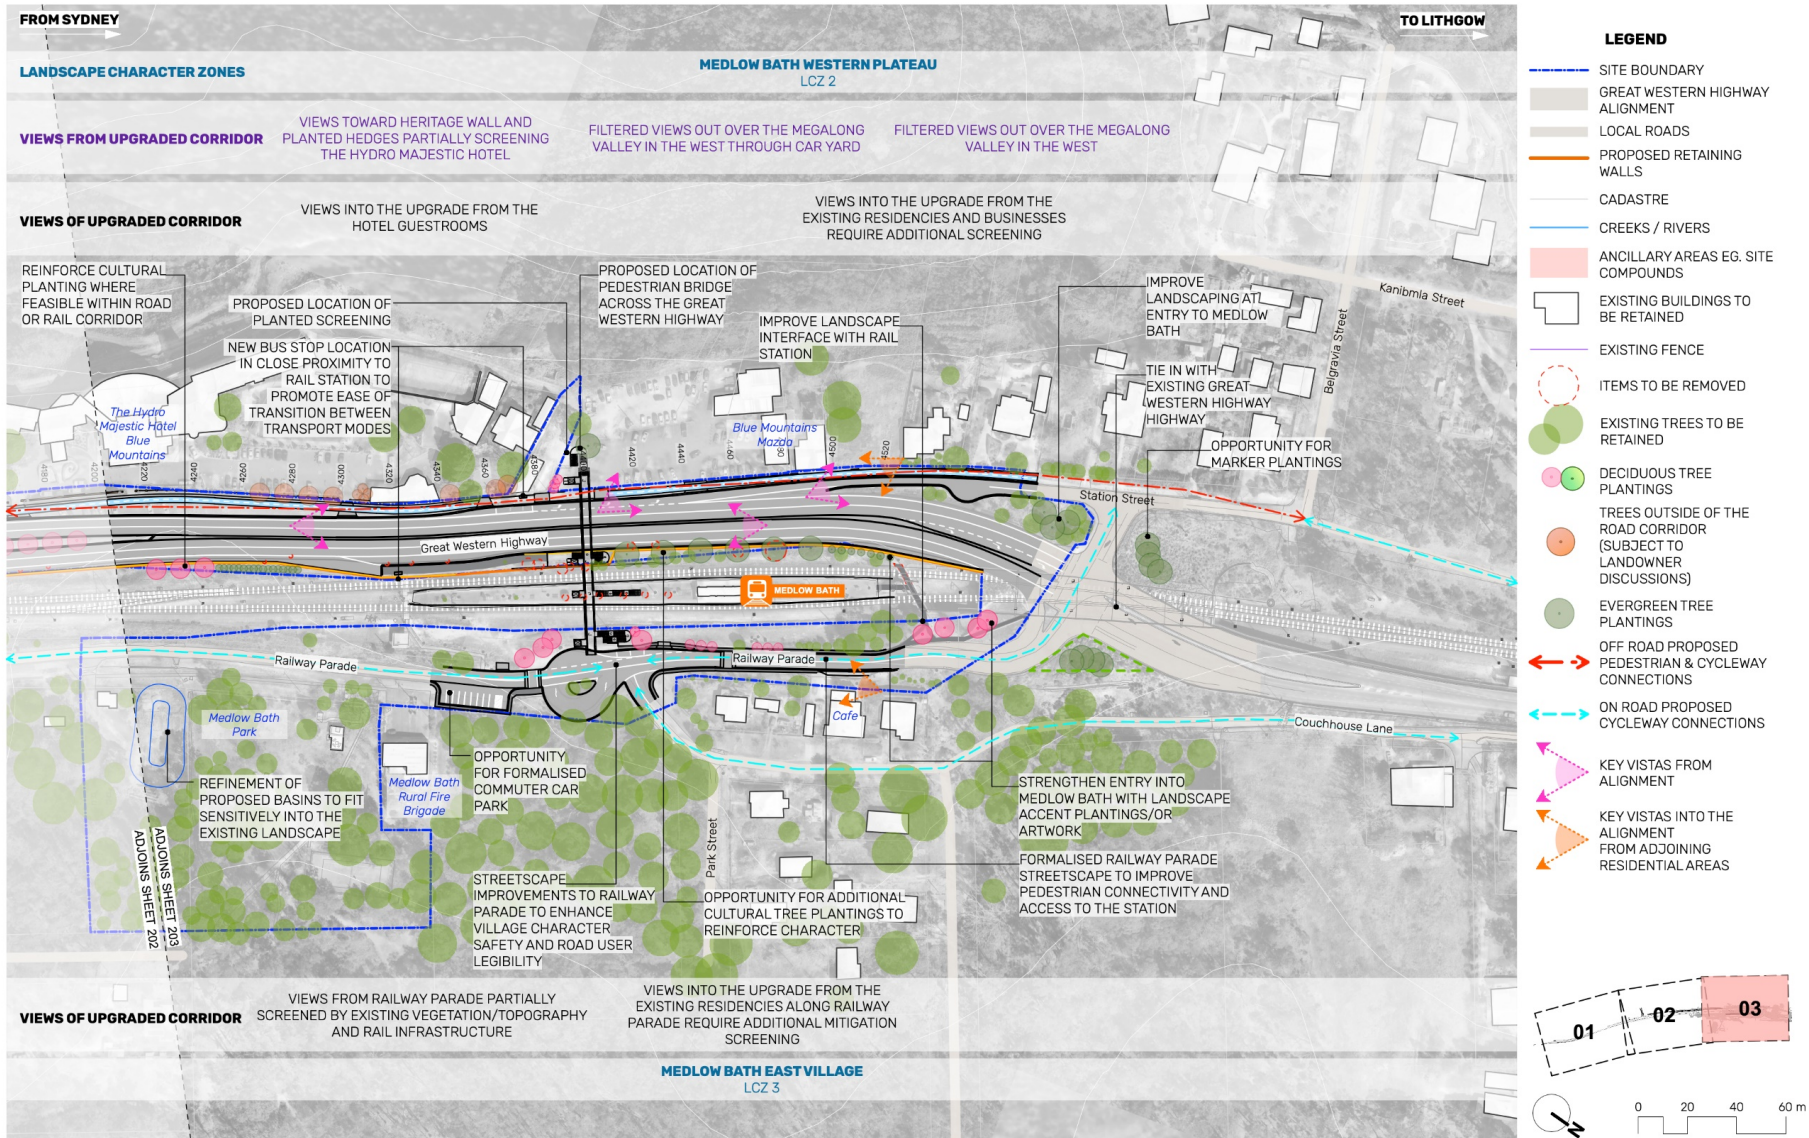 FROM SYDNEY
TO LITHGOW
LANDSCAPE CHARACTER ZONES
MEDLOW BATH WESTERN PLATEAU
LCZ 2
VIEWS FROM UPGRADED CORRIDOR
VIEWS TOWARD HERITAGE WALL AND
PLANTED HEDGES PARTIALLY SCREENING
THE HYDRO MAJESTIC HOTEL
FILTERED VIEWS OUT OVER THE MEGALONG
VALLEY IN THE WEST THROUGH CAR YARD
FILTERED VIEWS OUT OVER THE MEGALONG
VALLEY IN THE WEST
VIEWS OF UPGRADED CORRIDOR
VIEWS INTO THE UPGRADE FROM THE
HOTEL GUESTROOMS
VIEWS INTO THE UPGRADE FROM THE
EXISTING RESIDENCIES AND BUSINESSES
REQUIRE ADDITIONAL SCREENING
REINFORCE CULTURAL
PLANTING WHERE
FEASIBLE WITHIN ROAD
OR RAIL CORRIDOR
PROPOSED LOCATION OF
PLANTED SCREENING
NEW BUS STOP LOCATION
IN CLOSE PROXIMITY TO
RAIL STATION TO
PROMOTE EASE OF
TRANSITION BETWEEN
TRANSPORT MODES
PROPOSED LOCATION OF
PEDESTRIAN BRIDGE
ACROSS THE GREAT
WESTERN HIGHWAY
IMPROVE LANDSCAPE
INTERFACE WITH RAIL
STATION
IMPROVE
LANDSCAPING AT
ENTRY TO MEDLOW
BATH
TIE IN WITH
EXISTING GREAT
WESTERN HIGHWAY
HIGHWAY
OPPORTUNITY FOR
MARKER PLANTINGS
Kanibmia Street
Belgravia Street
Station Street
The Hydro
Majestic Hotel
Blue
Mountains
Blue Mountains
Mazda
4180
4200
4220
4240
4260
4280
4300
4320
4340
4360
4380
4420
4440
4460
4500
4520
Great Western Highway
MEDLOW BATH
Railway Parade
Railway Parade
Couchhouse Lane
Park Street
Medlow Bath
Park
Medlow Bath
Rural Fire
Brigade
Cafe
REFINEMENT OF
PROPOSED BASINS TO FIT
SENSITIVELY INTO THE
EXISTING LANDSCAPE
ADJOINS SHEET 203
ADJOINS SHEET 202
OPPORTUNITY
FOR FORMALISED
COMMUTER CAR
PARK
STREETSCAPE
IMPROVEMENTS TO RAILWAY
PARADE TO ENHANCE
VILLAGE CHARACTER
SAFETY AND ROAD USER
LEGIBILITY
OPPORTUNITY FOR ADDITIONAL
CULTURAL TREE PLANTINGS TO
REINFORCE CHARACTER
STRENGTHEN ENTRY INTO
MEDLOW BATH WITH LANDSCAPE
ACCENT PLANTINGS/OR
ARTWORK
FORMALISED RAILWAY PARADE
STREETSCAPE TO IMPROVE
PEDESTRIAN CONNECTIVITY AND
ACCESS TO THE STATION
VIEWS OF UPGRADED CORRIDOR
VIEWS FROM RAILWAY PARADE PARTIALLY
SCREENED BY EXISTING VEGETATION/TOPOGRAPHY
AND RAIL INFRASTRUCTURE
VIEWS INTO THE UPGRADE FROM THE
EXISTING RESIDENCIES ALONG RAILWAY
PARADE REQUIRE ADDITIONAL MITIGATION
SCREENING
MEDLOW BATH EAST VILLAGE
LCZ 3
LEGEND
SITE BOUNDARY
GREAT WESTERN HIGHWAY
ALIGNMENT
LOCAL ROADS
PROPOSED RETAINING
WALLS
CADASTRE
CREEKS / RIVERS
ANCILLARY AREAS EG. SITE
COMPOUNDS
EXISTING BUILDINGS TO
BE RETAINED
EXISTING FENCE
ITEMS TO BE REMOVED
EXISTING TREES TO BE
RETAINED
DECIDUOUS TREE
PLANTINGS
TREES OUTSIDE OF THE
ROAD CORRIDOR
(SUBJECT TO
LANDOWNER
DISCUSSIONS)
EVERGREEN TREE
PLANTINGS
OFF ROAD PROPOSED
PEDESTRIAN & CYCLEWAY
CONNECTIONS
ON ROAD PROPOSED
CYCLEWAY CONNECTIONS
KEY VISTAS FROM
ALIGNMENT
KEY VISTAS INTO THE
ALIGNMENT
FROM ADJOINING
RESIDENTIAL AREAS
01
02
03
N
0 20 40 60 m